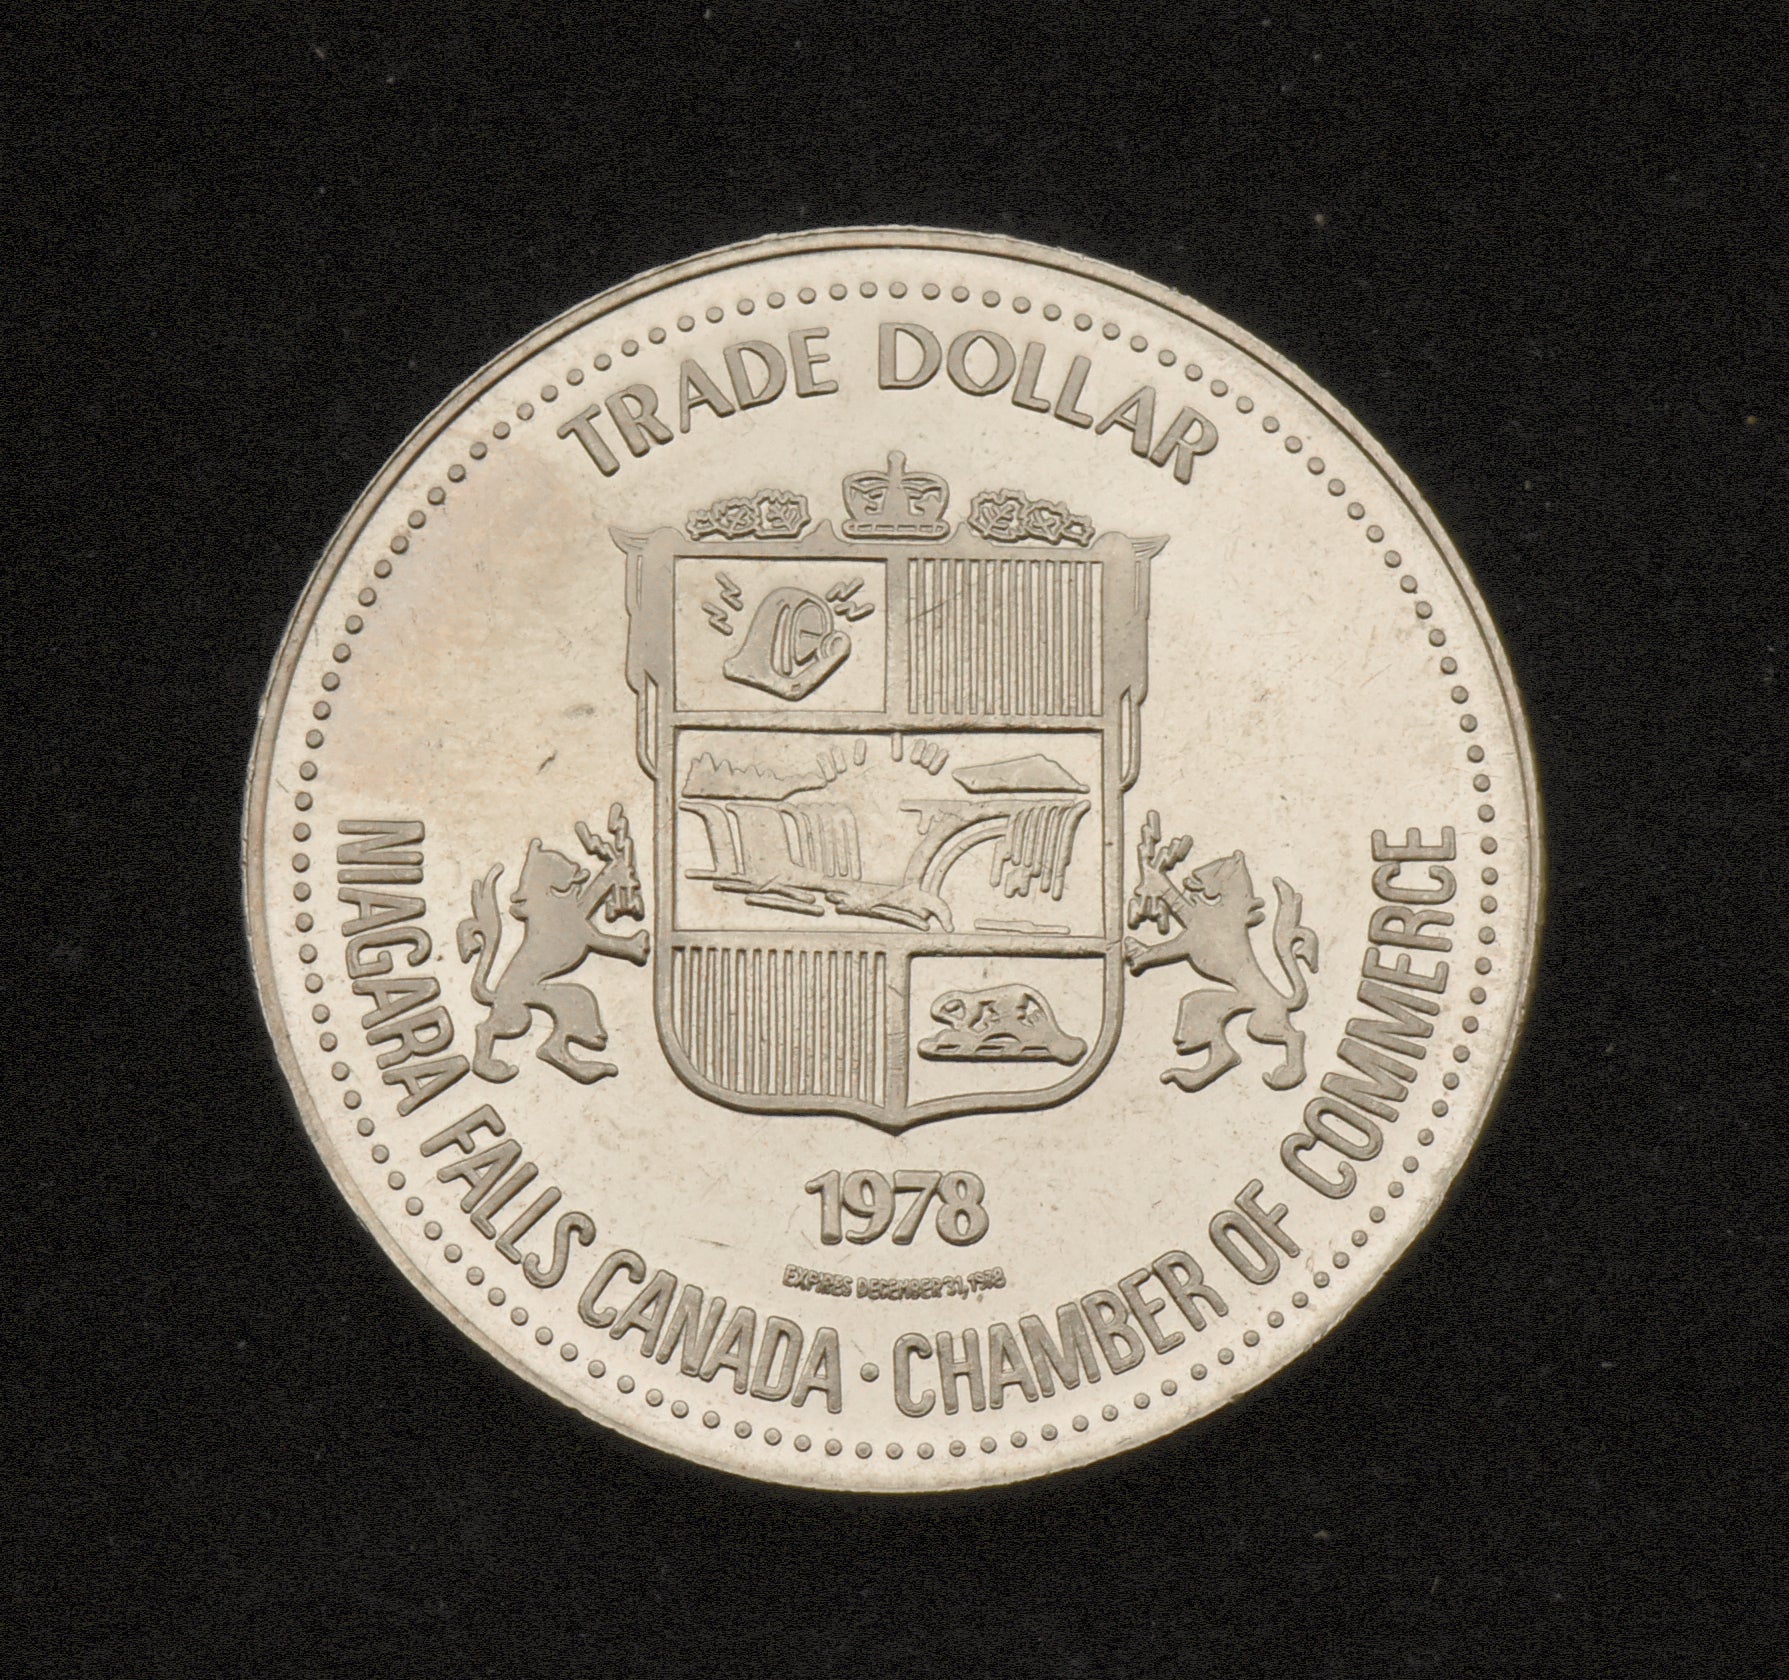 TRADE DOLLAR
1978
EXPIRES DECEMBER 31, 1978
NIAGARA FALLS CANADA · CHAMBER OF COMMERCE